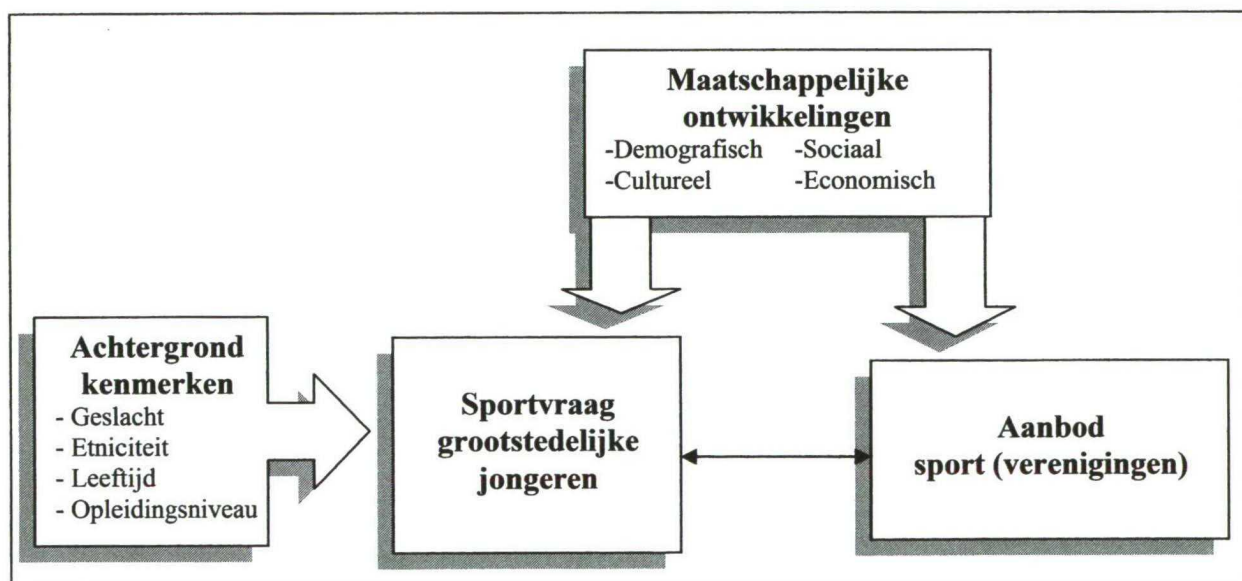 Maatschappelijke
ontwikkelingen
-Demografisch -Sociaal
-Cultureel -Economisch
Achtergrond
kenmerken
- Geslacht
- Etniciteit
- Leeftijd
- Opleidingsniveau
Sportvraag
grootstedelijke
jongeren
Aanbod
sport (verenigingen)